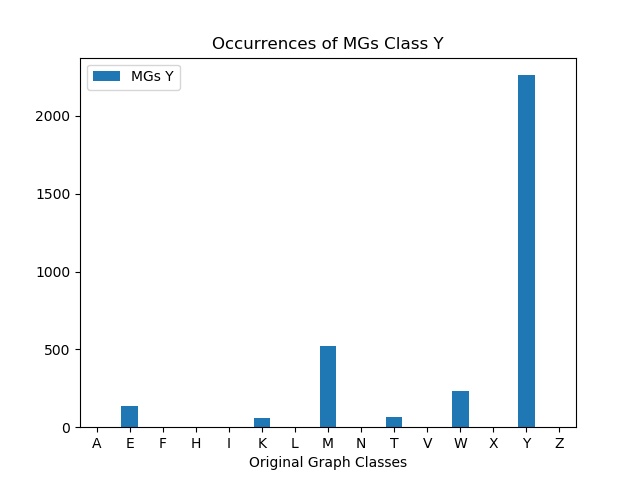 Occurrences of MGs Class Y
MGs Y
2000
1500
1000
500
0
A E F H I K L M N T V W X Y Z
Original Graph Classes